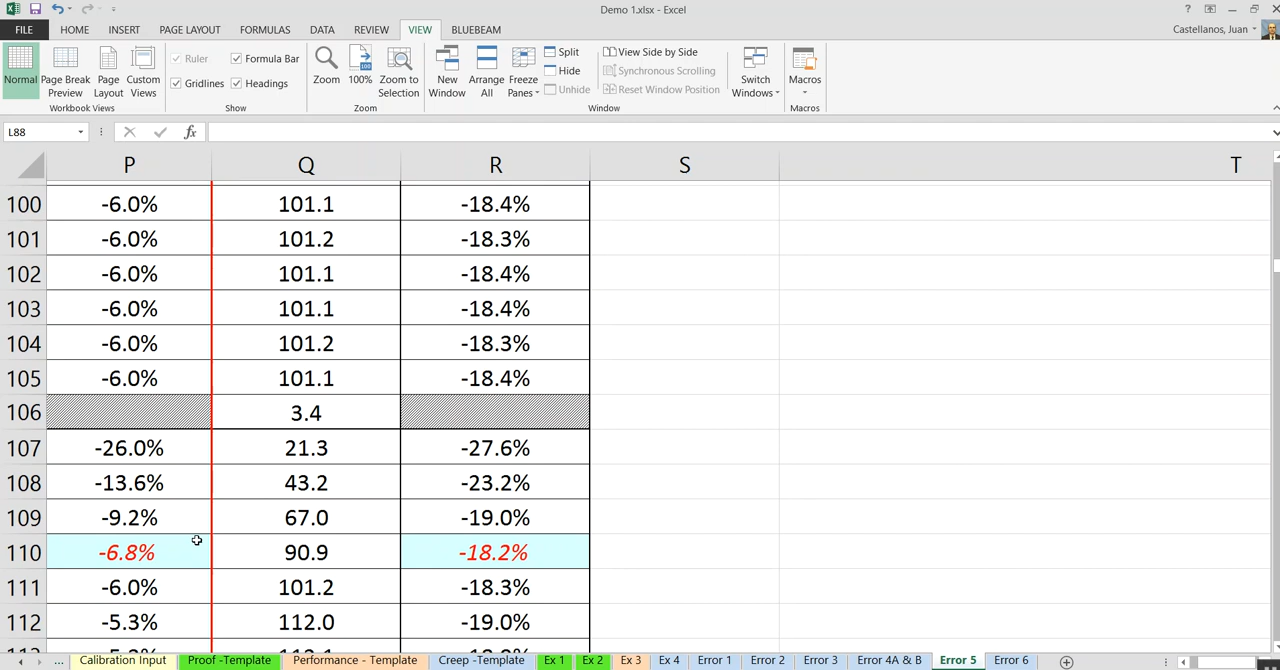 Demo 1.xlsx - Excel
?
FILE HOME INSERT PAGE LAYOUT FORMULAS DATA REVIEW VIEW BLUEBEAM
Castellanos, Juan
Normal Page Break Preview Page Layout Custom Views
Workbook Views
Ruler Formula Bar
Gridlines Headings
Show
Zoom 100% Zoom to Selection
Zoom
New Window Arrange All Freeze Panes
Split
Hide
Unhide
View Side by Side
Synchronous Scrolling
Reset Window Position
Switch Windows
Window
Macros
Macros
L88 fx
P Q R S T
100 -6.0% 101.1 -18.4%
101 -6.0% 101.2 -18.3%
102 -6.0% 101.1 -18.4%
103 -6.0% 101.1 -18.4%
104 -6.0% 101.2 -18.3%
105 -6.0% 101.1 -18.4%
106 3.4
107 -26.0% 21.3 -27.6%
108 -13.6% 43.2 -23.2%
109 -9.2% 67.0 -19.0%
110 -6.8% 90.9 -18.2%
111 -6.0% 101.2 -18.3%
112 -5.3% 112.0 -19.0%
... Calibration Input Proof -Template Performance - Template Creep -Template Ex 1 Ex 2 Ex 3 Ex 4 Error 1 Error 2 Error 3 Error 4A & B Error 5 Error 6